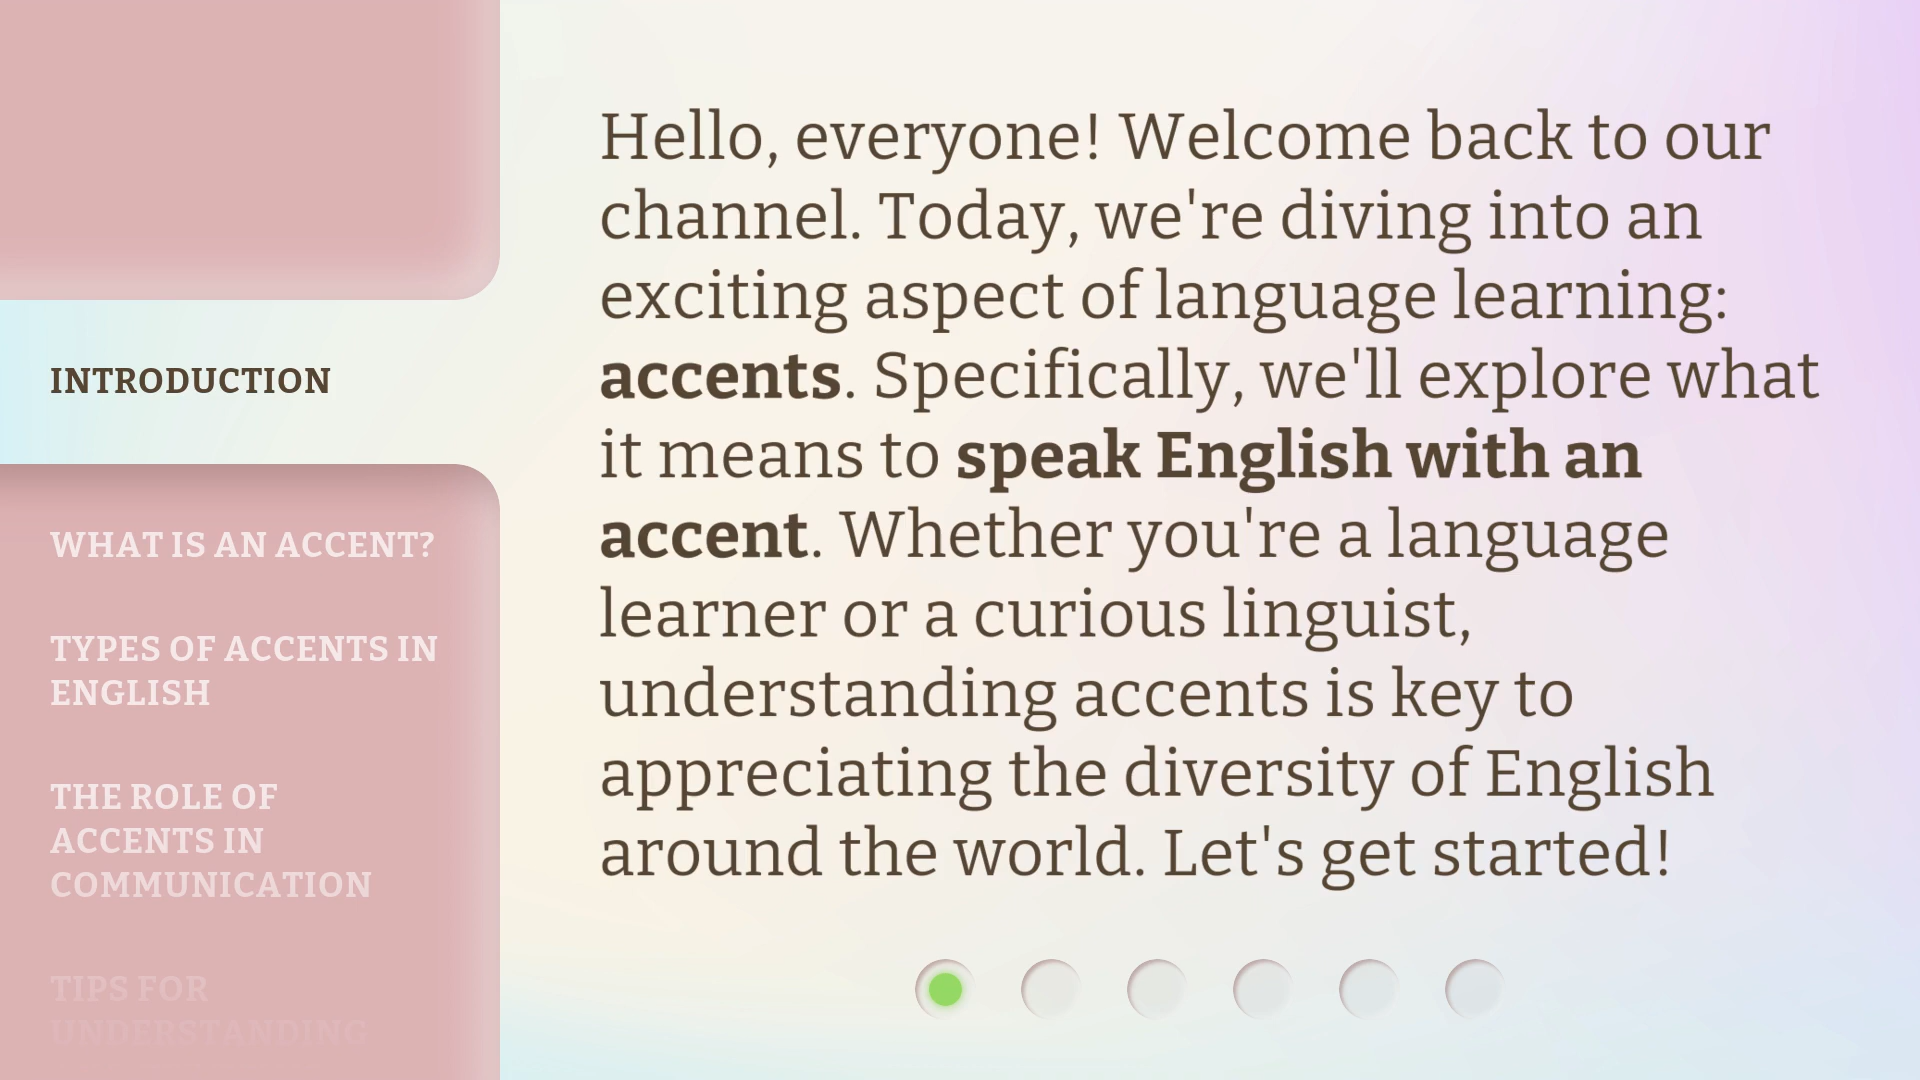 INTRODUCTION
WHAT IS AN ACCENT?
TYPES OF ACCENTS IN
ENGLISH
THE ROLE OF
ACCENTS IN
COMMUNICATION
TIPS FOR
UNDERSTANDING
Hello, everyone! Welcome back to our
channel. Today, we're diving into an
exciting aspect of language learning:
accents. Specifically, we'll explore what
it means to speak English with an
accent. Whether you're a language
learner or a curious linguist,
understanding accents is key to
appreciating the diversity of English
around the world. Let's get started!